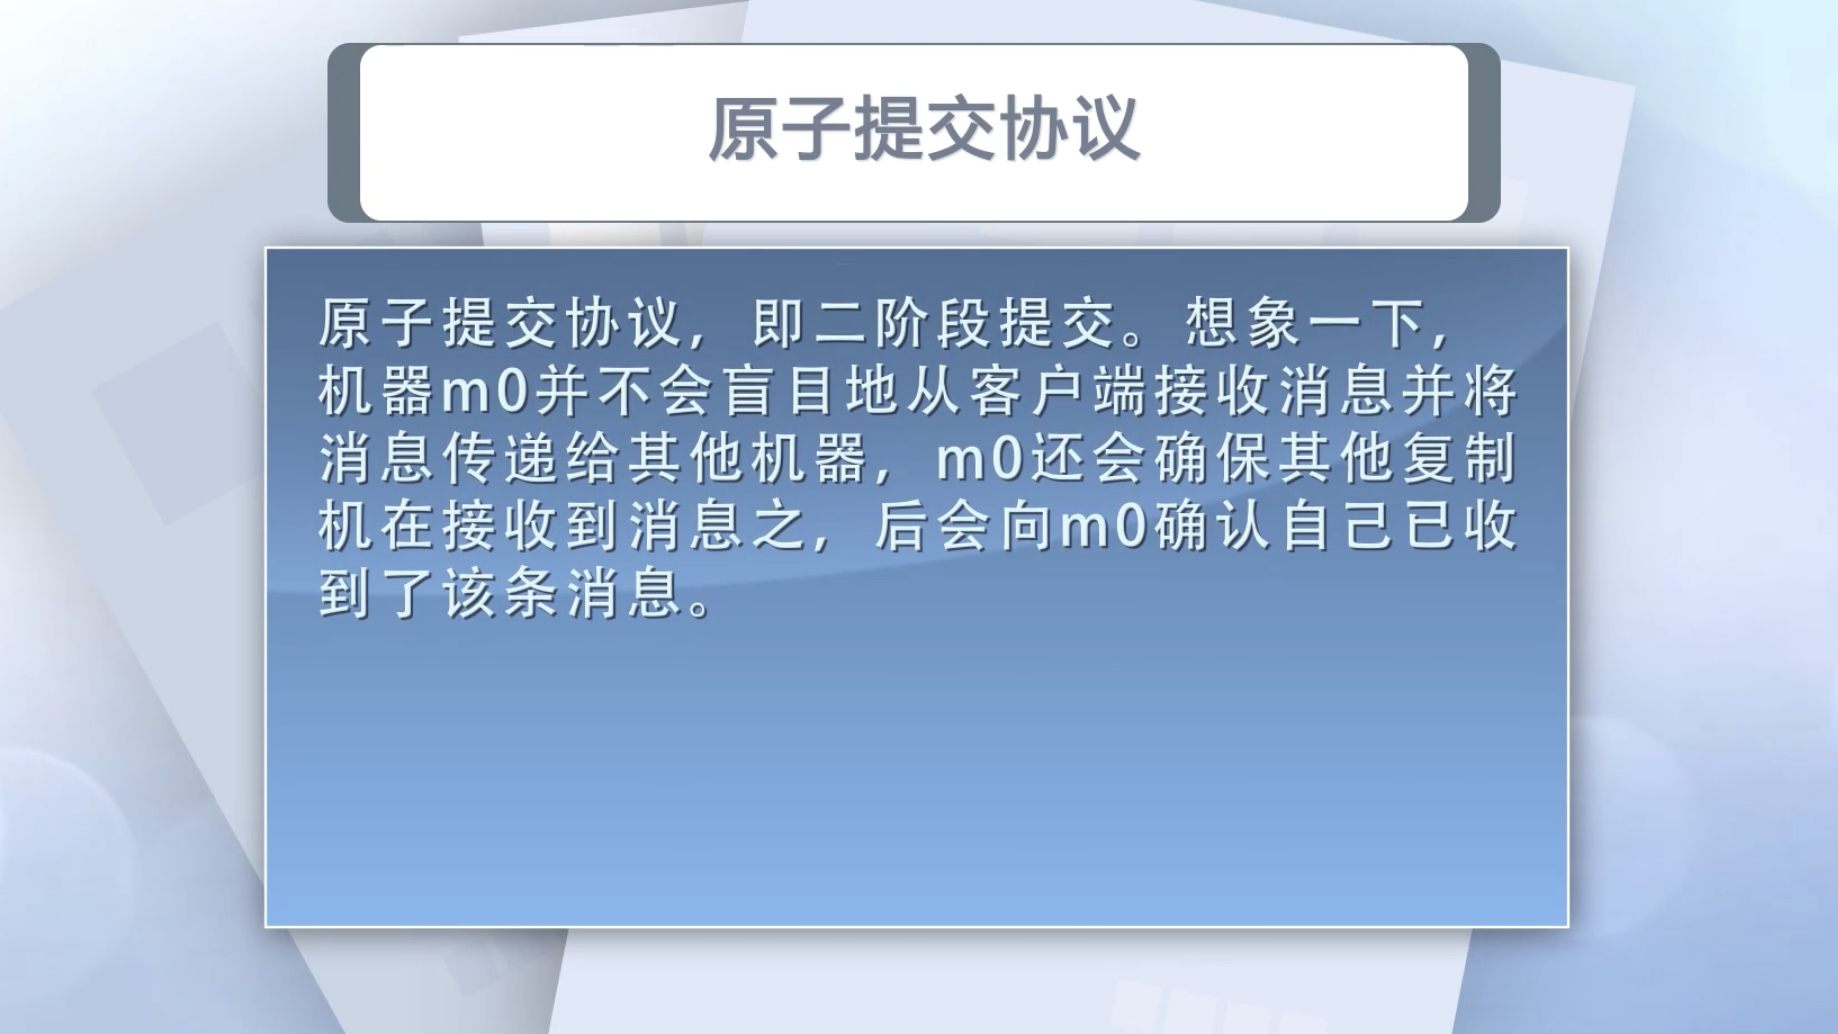 原子提交协议
原子提交协议，即二阶段提交。想象一下，
机器m0并不会盲目地从客户端接收消息并将
消息传递给其他机器，m0还会确保其他复制
机在接收到消息之，后会向m0确认自己已收
到了该条消息。